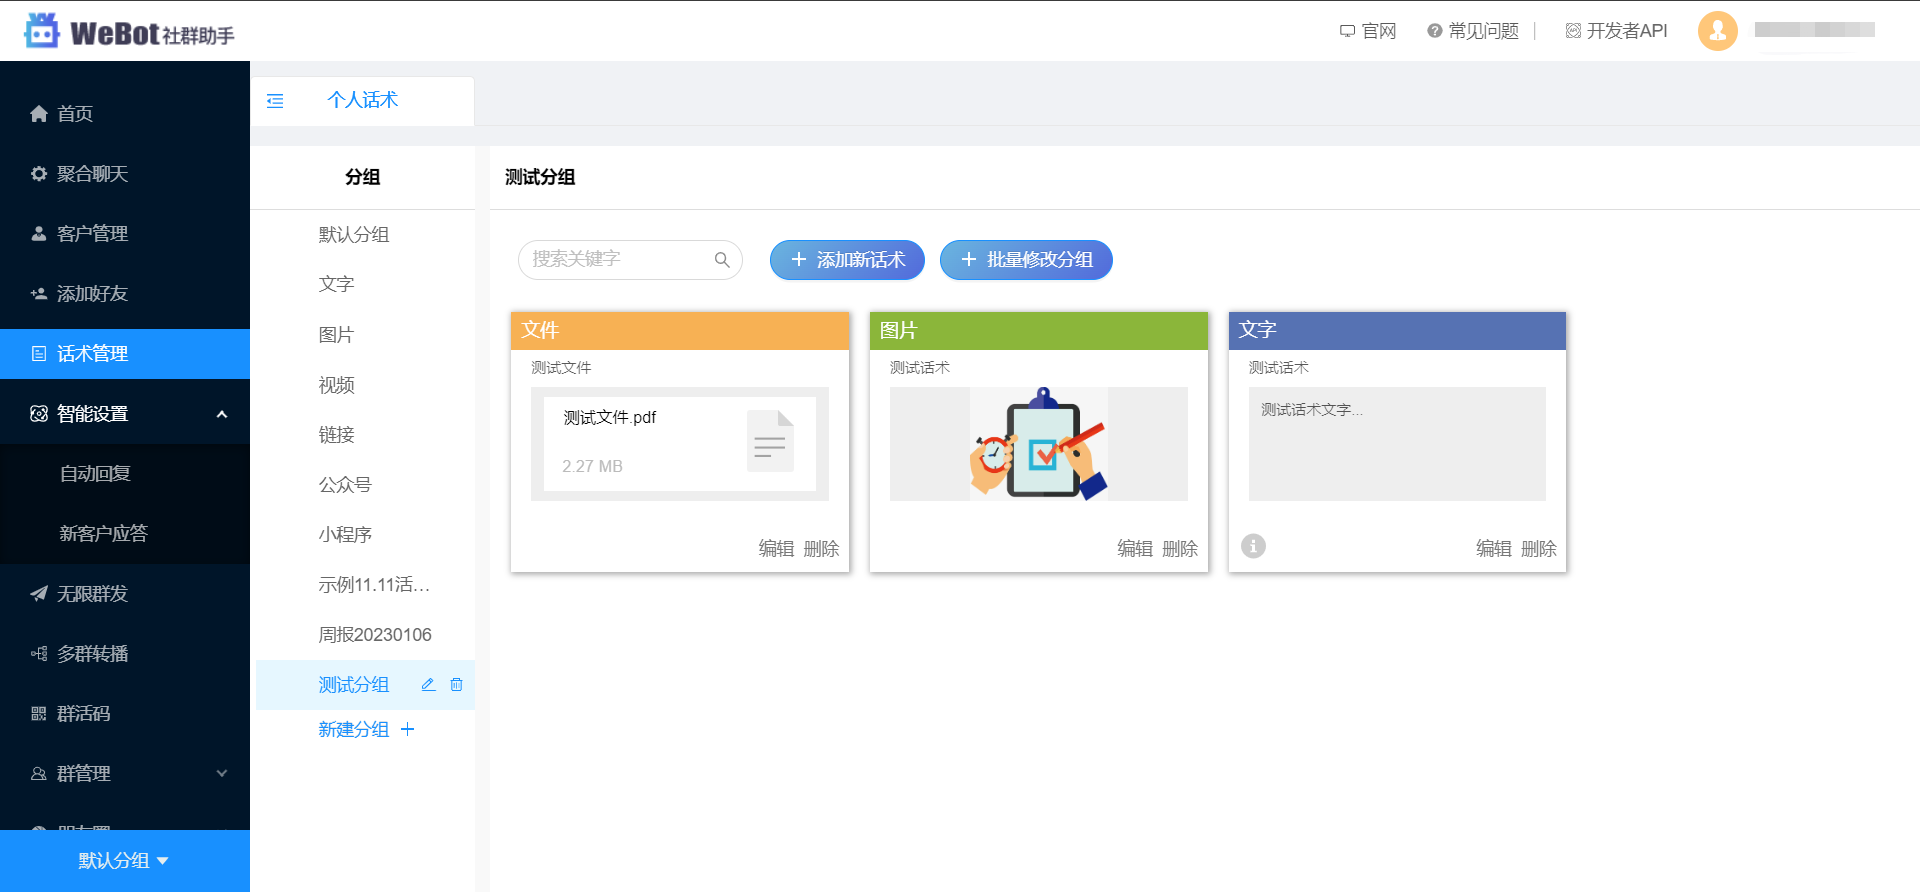 WeBot社群助手
官网
常见问题
开发者API
首页
聚合聊天
客户管理
添加好友
话术管理
智能设置
自动回复
新客户应答
无限群发
多群转播
群活码
群管理
默认分组
个人话术
分组
默认分组
文字
图片
视频
链接
公众号
小程序
示例11.11活...
周报20230106
测试分组
新建分组
测试分组
搜索关键字
添加新话术
批量修改分组
文件
测试文件
测试文件.pdf
2.27 MB
编辑 删除
图片
测试话术
编辑 删除
文字
测试话术
测试话术文字...
编辑 删除